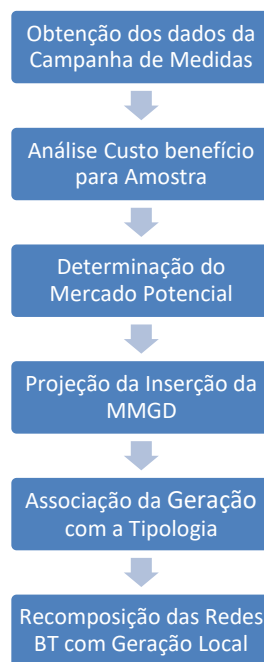 Obtenção dos dados da
Campanha de Medidas
Análise Custo benefício
para Amostra
Determinação do
Mercado Potencial
Projeção da Inserção da
MMGD
Associação da Geração
com a Tipologia
Recomposição das Redes
BT com Geração Local